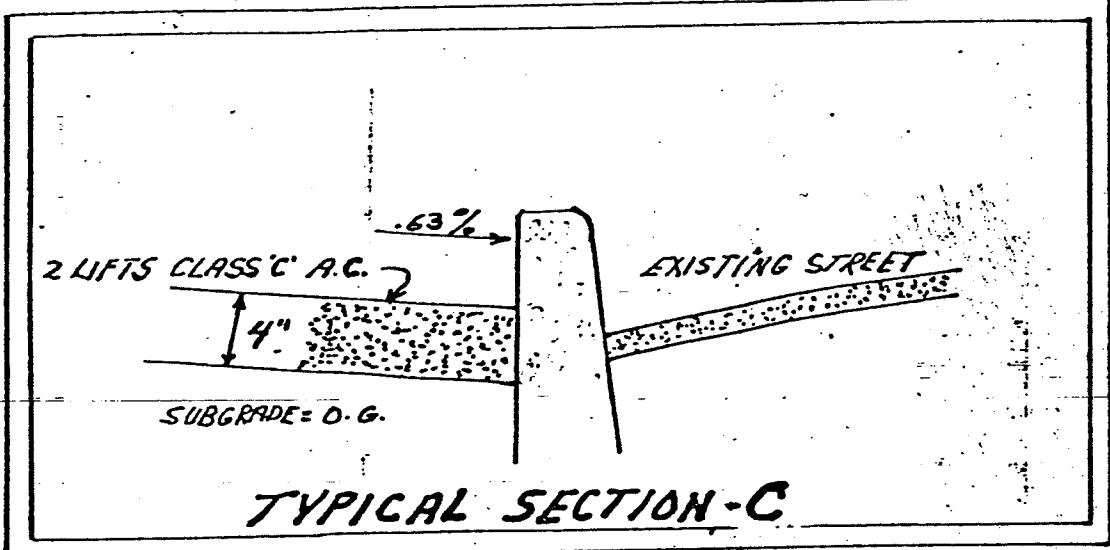 .63%
2 LIFTS CLASS 'C' A.C.
EXISTING STREET
4"
SUBGRADE = O.G.
TYPICAL SECTION-C